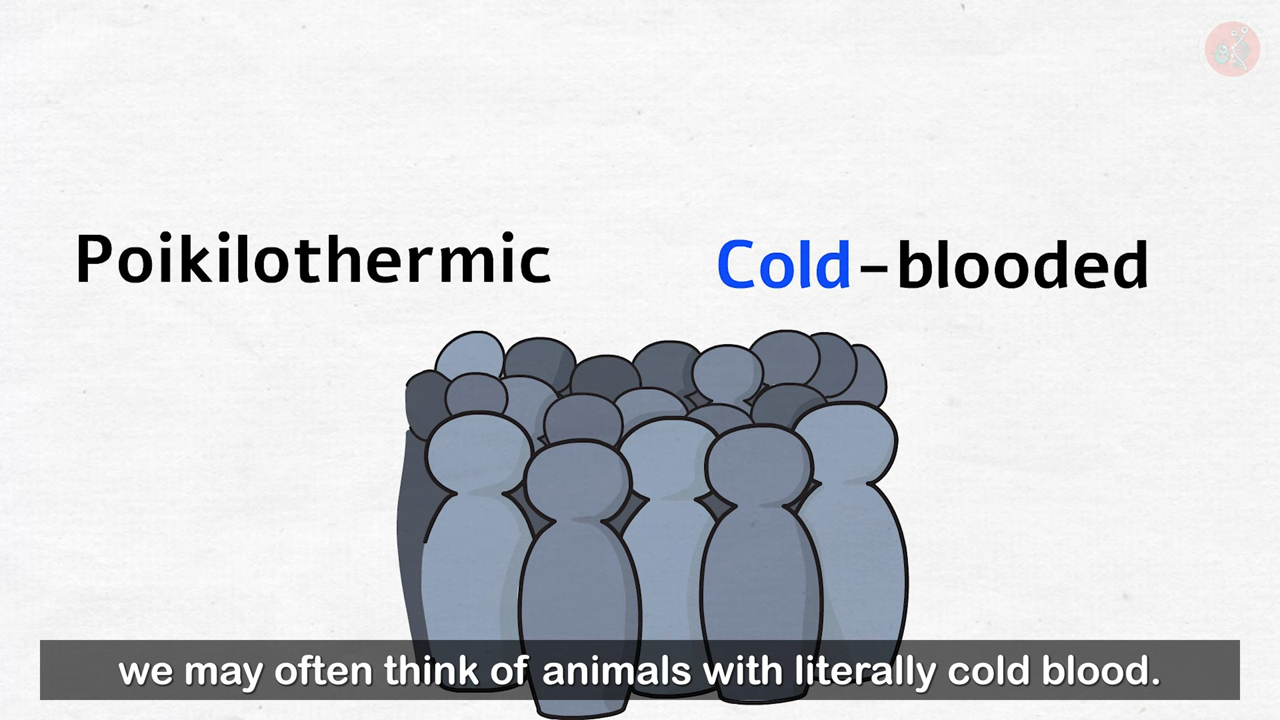 Poikilothermic
Cold-blooded
we may often think of animals with literally cold blood.